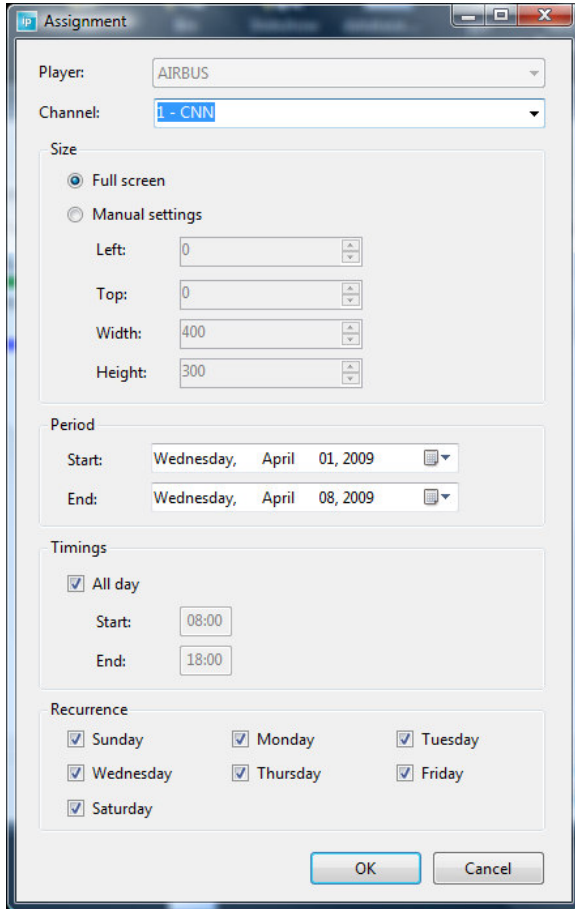 ip Assignment
Player: AIRBUS
Channel: 1 - CNN
Size
Full screen
Manual settings
Left: 0
Top: 0
Width: 400
Height: 300
Period
Start: Wednesday, April 01, 2009
End: Wednesday, April 08, 2009
Timings
All day
Start: 08:00
End: 18:00
Recurrence
Sunday Monday Tuesday
Wednesday Thursday Friday
Saturday
OK Cancel